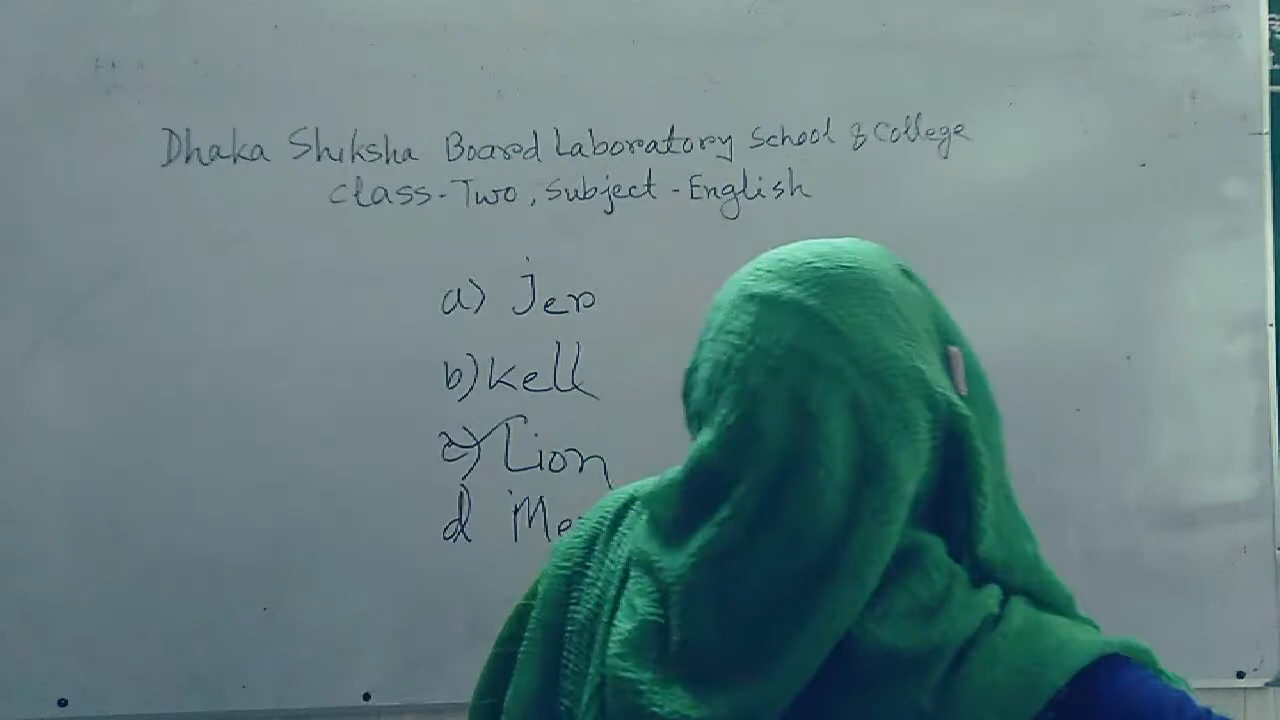 Dhaka Shiksha Board Laboratory School & College
Class-Two, Subject - English
a) Jer
b) Kell
c) Lion
d Me